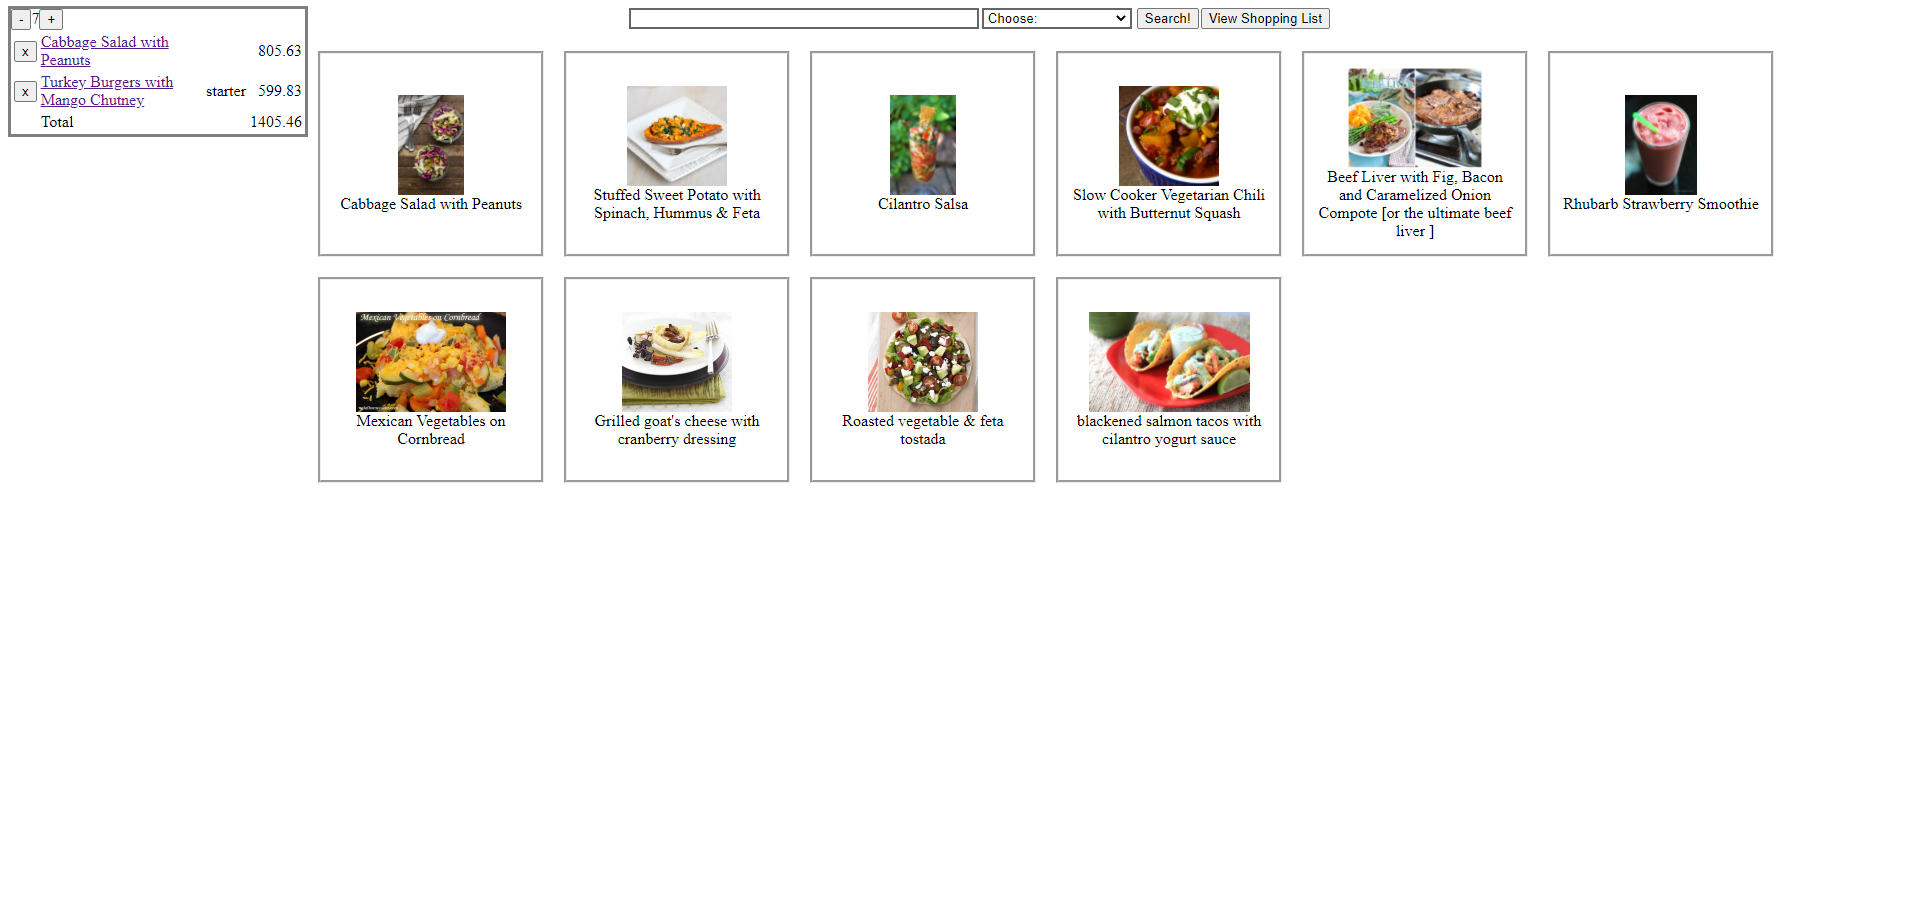 - 7 +
Choose:
Search!
View Shopping List
x
Cabbage Salad with
Peanuts
805.63
x
Turkey Burgers with
Mango Chutney
starter
599.83
Total
1405.46
Cabbage Salad with Peanuts
Stuffed Sweet Potato with
Spinach, Hummus & Feta
Cilantro Salsa
Slow Cooker Vegetarian Chili
with Butternut Squash
Beef Liver with Fig, Bacon
and Caramelized Onion
Compote [or the ultimate beef
liver ]
Rhubarb Strawberry Smoothie
Mexican Vegetables on Cornbread
Mexican Vegetables on
Cornbread
Grilled goat's cheese with
cranberry dressing
Roasted vegetable & feta
tostada
blackened salmon tacos with
cilantro yogurt sauce